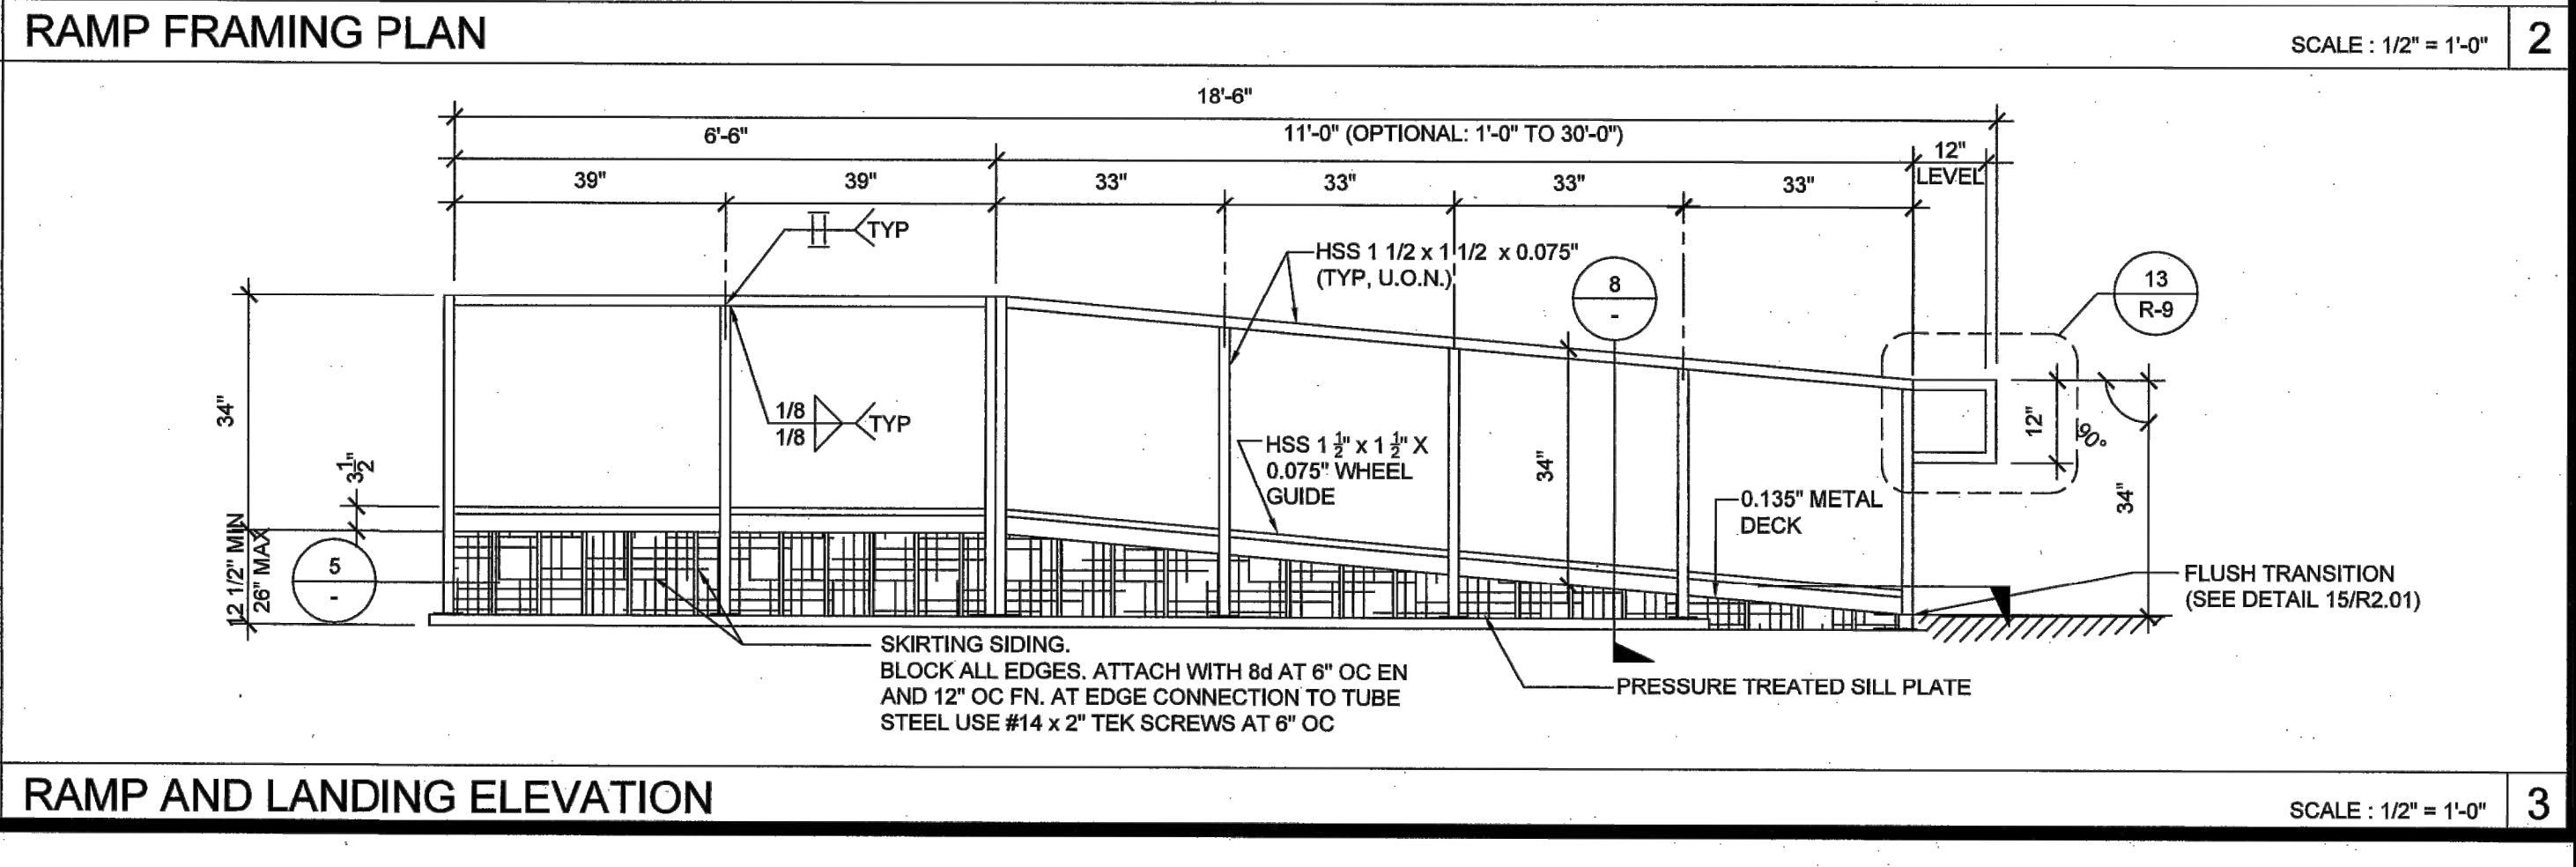 RAMP FRAMING PLAN
SCALE : 1/2" = 1'-0"
2
18'-6"
6'-6"
11'-0" (OPTIONAL: 1'-0" TO 30'-0")
12"
LEVEL
39"
39"
33"
33"
33"
33"
TYP
HSS 1 1/2 x 1 1/2 x 0.075"
(TYP, U.O.N.)
8
-
13
R-9
34"
1/8
1/8
TYP
HSS 1 1/2" x 1 1/2" X
0.075" WHEEL
GUIDE
34"
12"
90°
34"
3 1/2"
0.135" METAL
DECK
12 1/2" MIN
26" MAX
5
-
FLUSH TRANSITION
(SEE DETAIL 15/R2.01)
SKIRTING SIDING.
BLOCK ALL EDGES. ATTACH WITH 8d AT 6" OC EN
AND 12" OC FN. AT EDGE CONNECTION TO TUBE
STEEL USE #14 x 2" TEK SCREWS AT 6" OC
PRESSURE TREATED SILL PLATE
RAMP AND LANDING ELEVATION
SCALE : 1/2" = 1'-0"
3